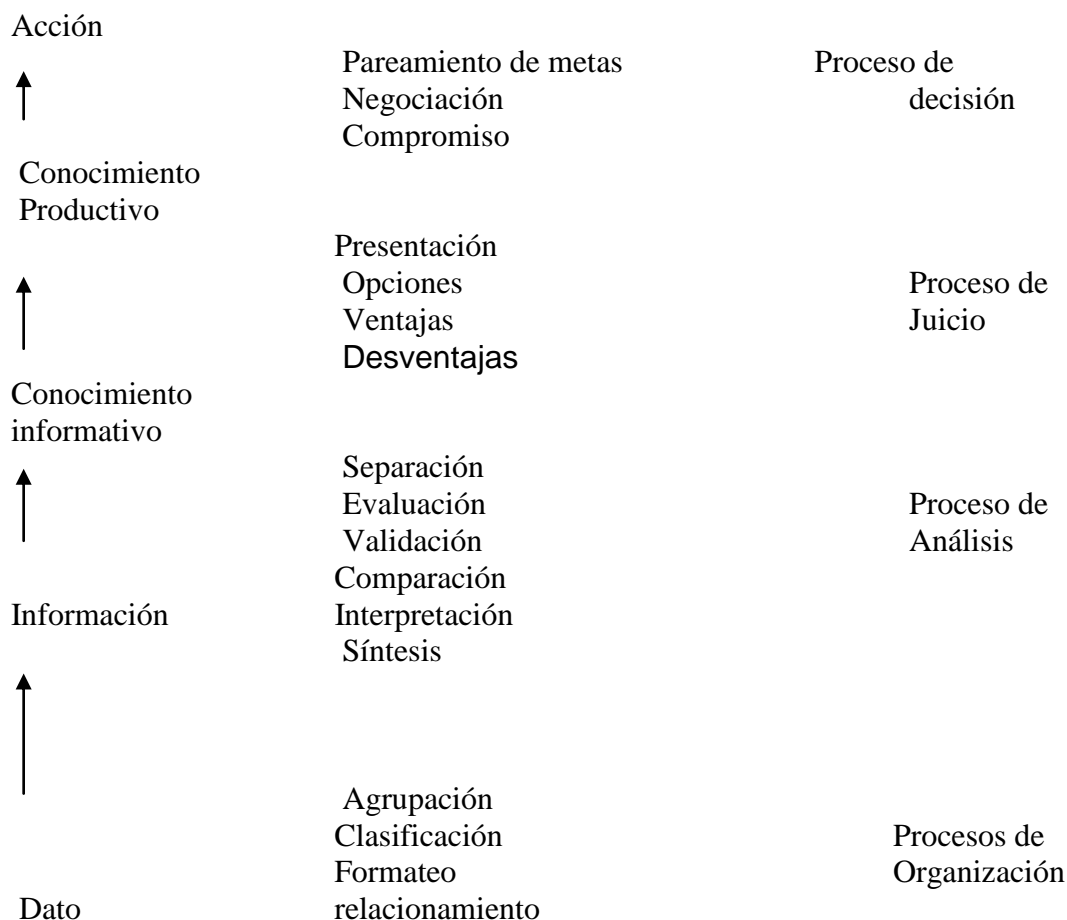 Acción
Pareamiento de metas Proceso de
Negociación decisión
Compromiso
Conocimiento
Productivo
Presentación
Opciones Proceso de
Ventajas Juicio
Desventajas
Conocimiento
informativo
Separación
Evaluación Proceso de
Validación Análisis
Comparación
Información Interpretación
Síntesis
Agrupación
Clasificación Procesos de
Formateo Organización
Dato relacionamiento